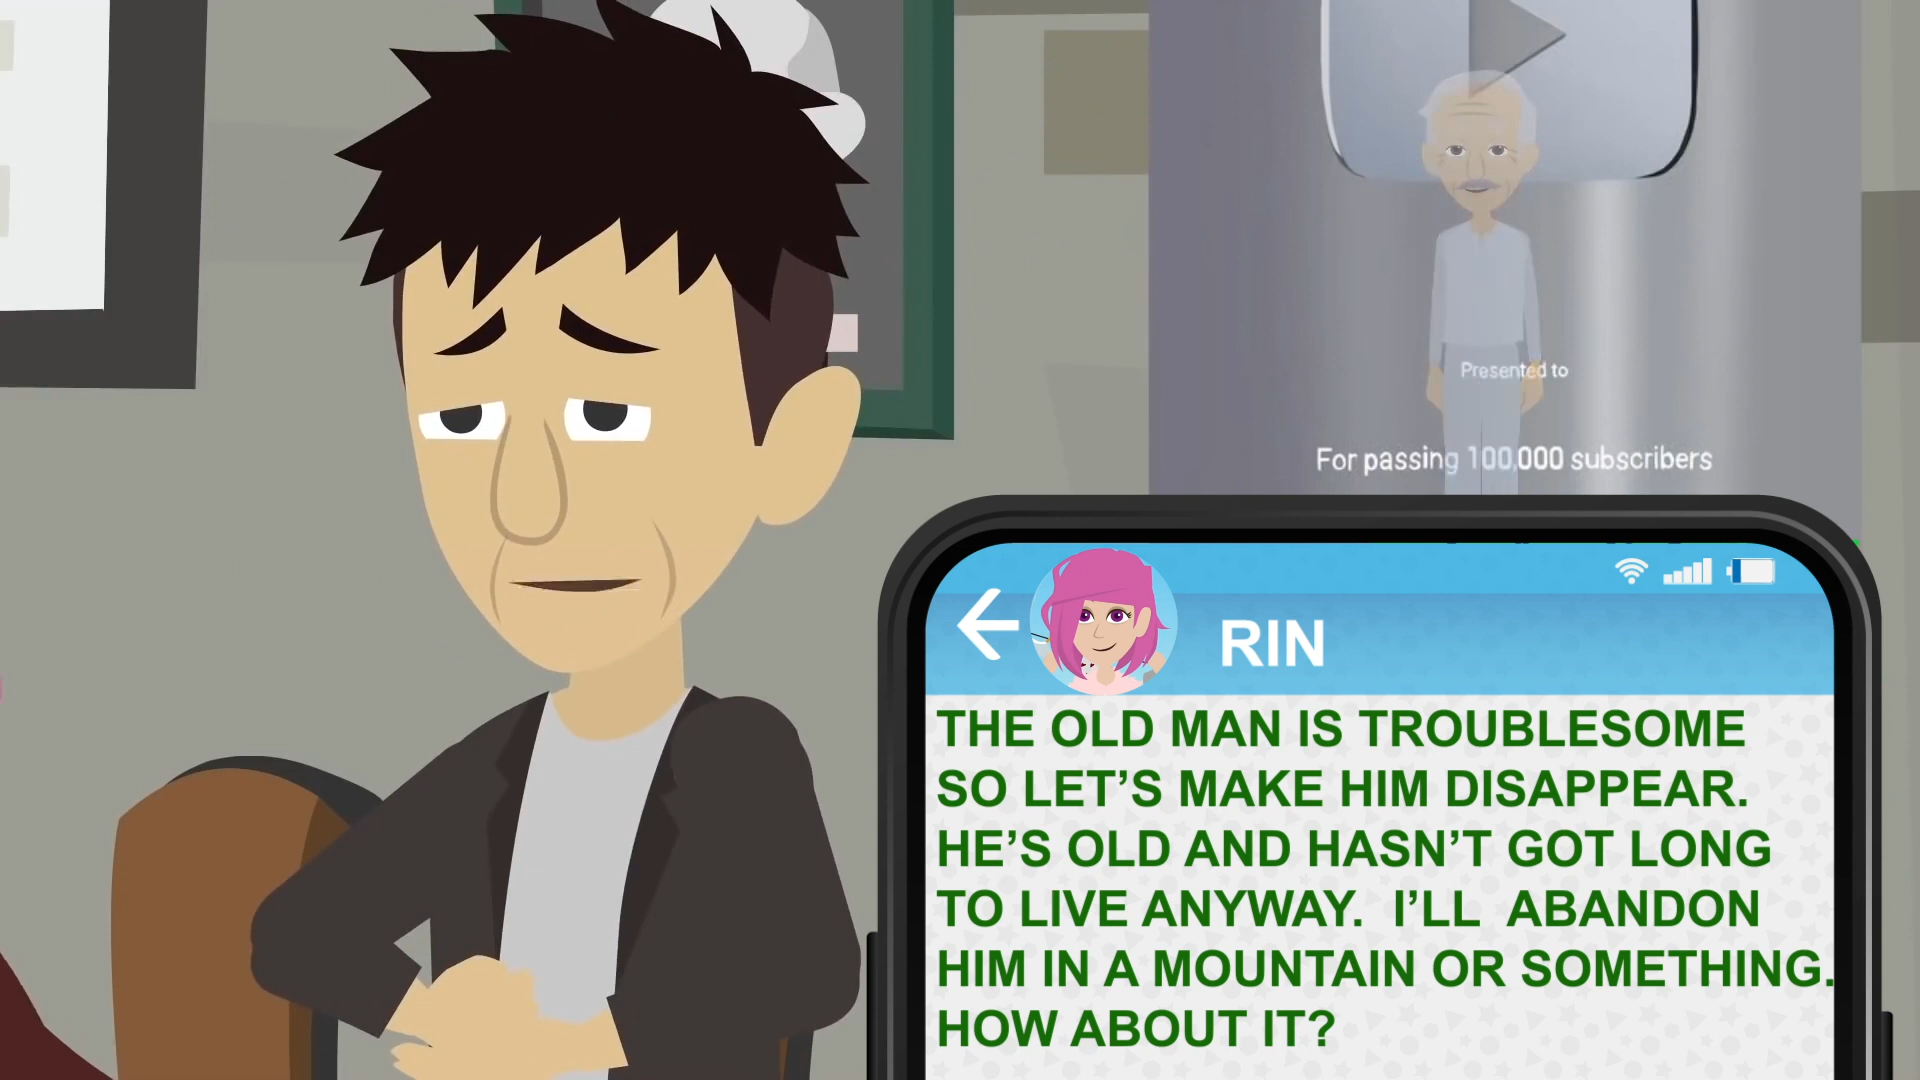 Presented to
For passing 100,000 subscribers
RIN
THE OLD MAN IS TROUBLESOME
SO LET’S MAKE HIM DISAPPEAR.
HE’S OLD AND HASN’T GOT LONG
TO LIVE ANYWAY.  I’LL  ABANDON
HIM IN A MOUNTAIN OR SOMETHING.
HOW ABOUT IT?